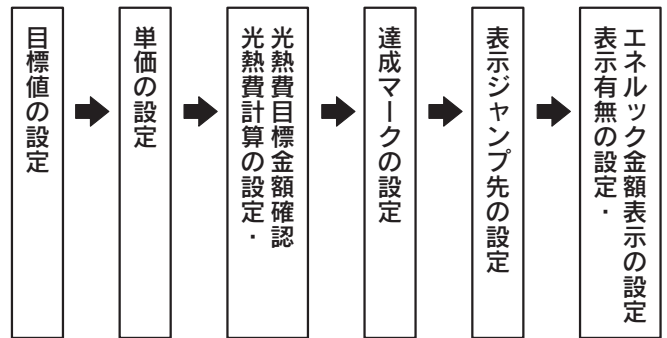 目標値の設定
単価の設定
光熱費計算の設定・
光熱費目標金額確認
達成マークの設定
表示ジャンプ先の設定
表示有無の設定・
エネルック金額表示の設定